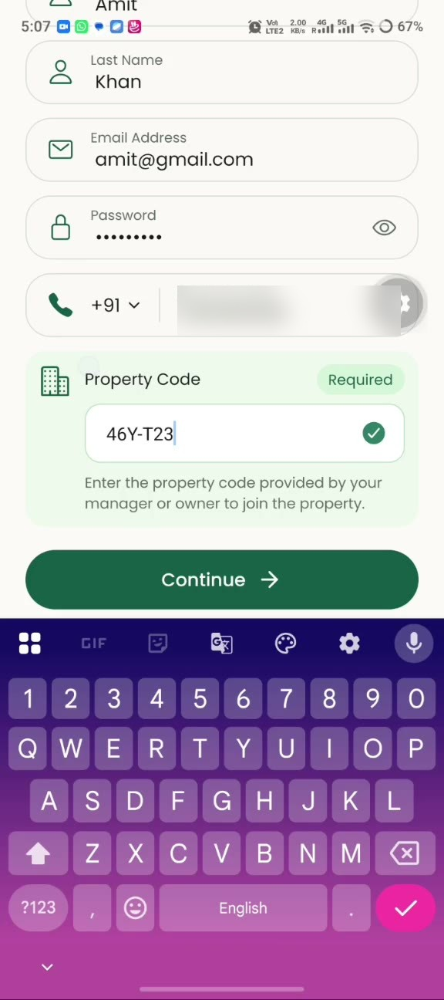 Amit
5:07 Vo) LTE2 2.00 KB/s R 4G 5G 67%
Last Name
Khan
Email Address
amit@gmail.com
Password
•••••••••
+91
Property Code Required
46Y-T23
Enter the property code provided by your
manager or owner to join the property.
Continue →
GIF
1 2 3 4 5 6 7 8 9 0
Q W E R T Y U I O P
A S D F G H J K L
Z X C V B N M
?123 , English .